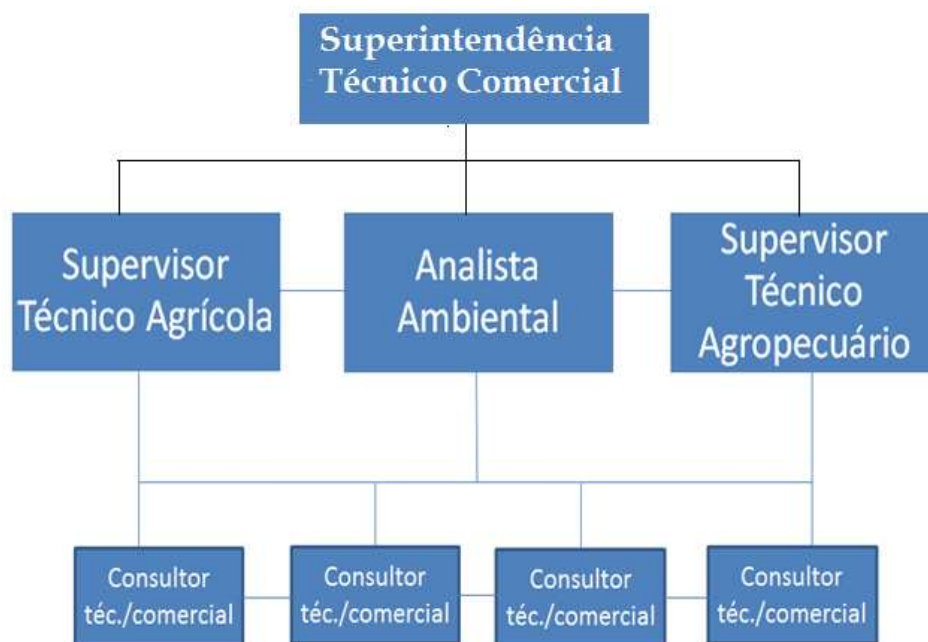 Superintendência
Técnico Comercial
Supervisor
Técnico Agrícola
Analista
Ambiental
Supervisor
Técnico
Agropecuário
Consultor
téc./comercial
Consultor
téc./comercial
Consultor
téc./comercial
Consultor
téc./comercial